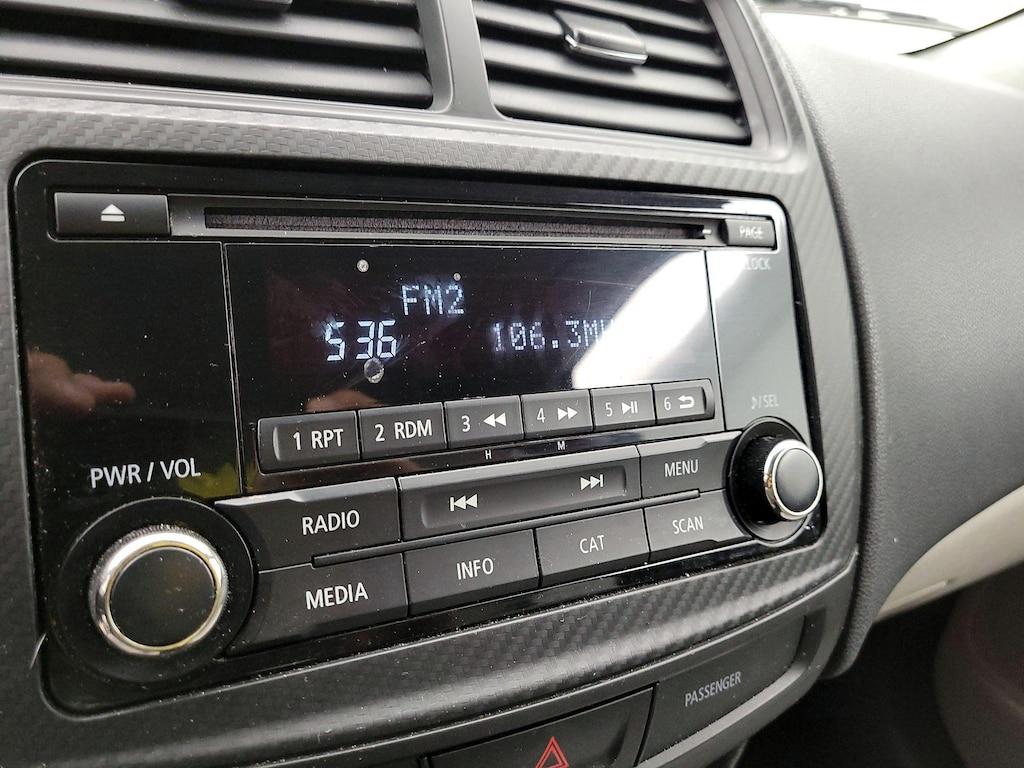 PAGE
CLOCK
FM2
5 36 106.3MH
1 RPT 2 RDM 3 4 5 6
H M
♪/SEL
PWR / VOL
MENU
RADIO
SCAN
CAT
INFO
MEDIA
PASSENGER